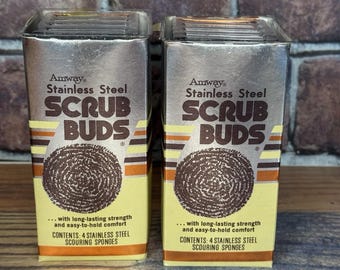 Amway®
Stainless Steel
SCRUB
BUDS®
...with long-lasting strength
and easy-to-hold comfort
CONTENTS: 4 STAINLESS STEEL
SCOURING SPONGES
Amway®
Stainless Steel
SCRUB
BUDS®
...with long-lasting strength
and easy-to-hold comfort
CONTENTS: 4 STAINLESS STEEL
SCOURING SPONGES